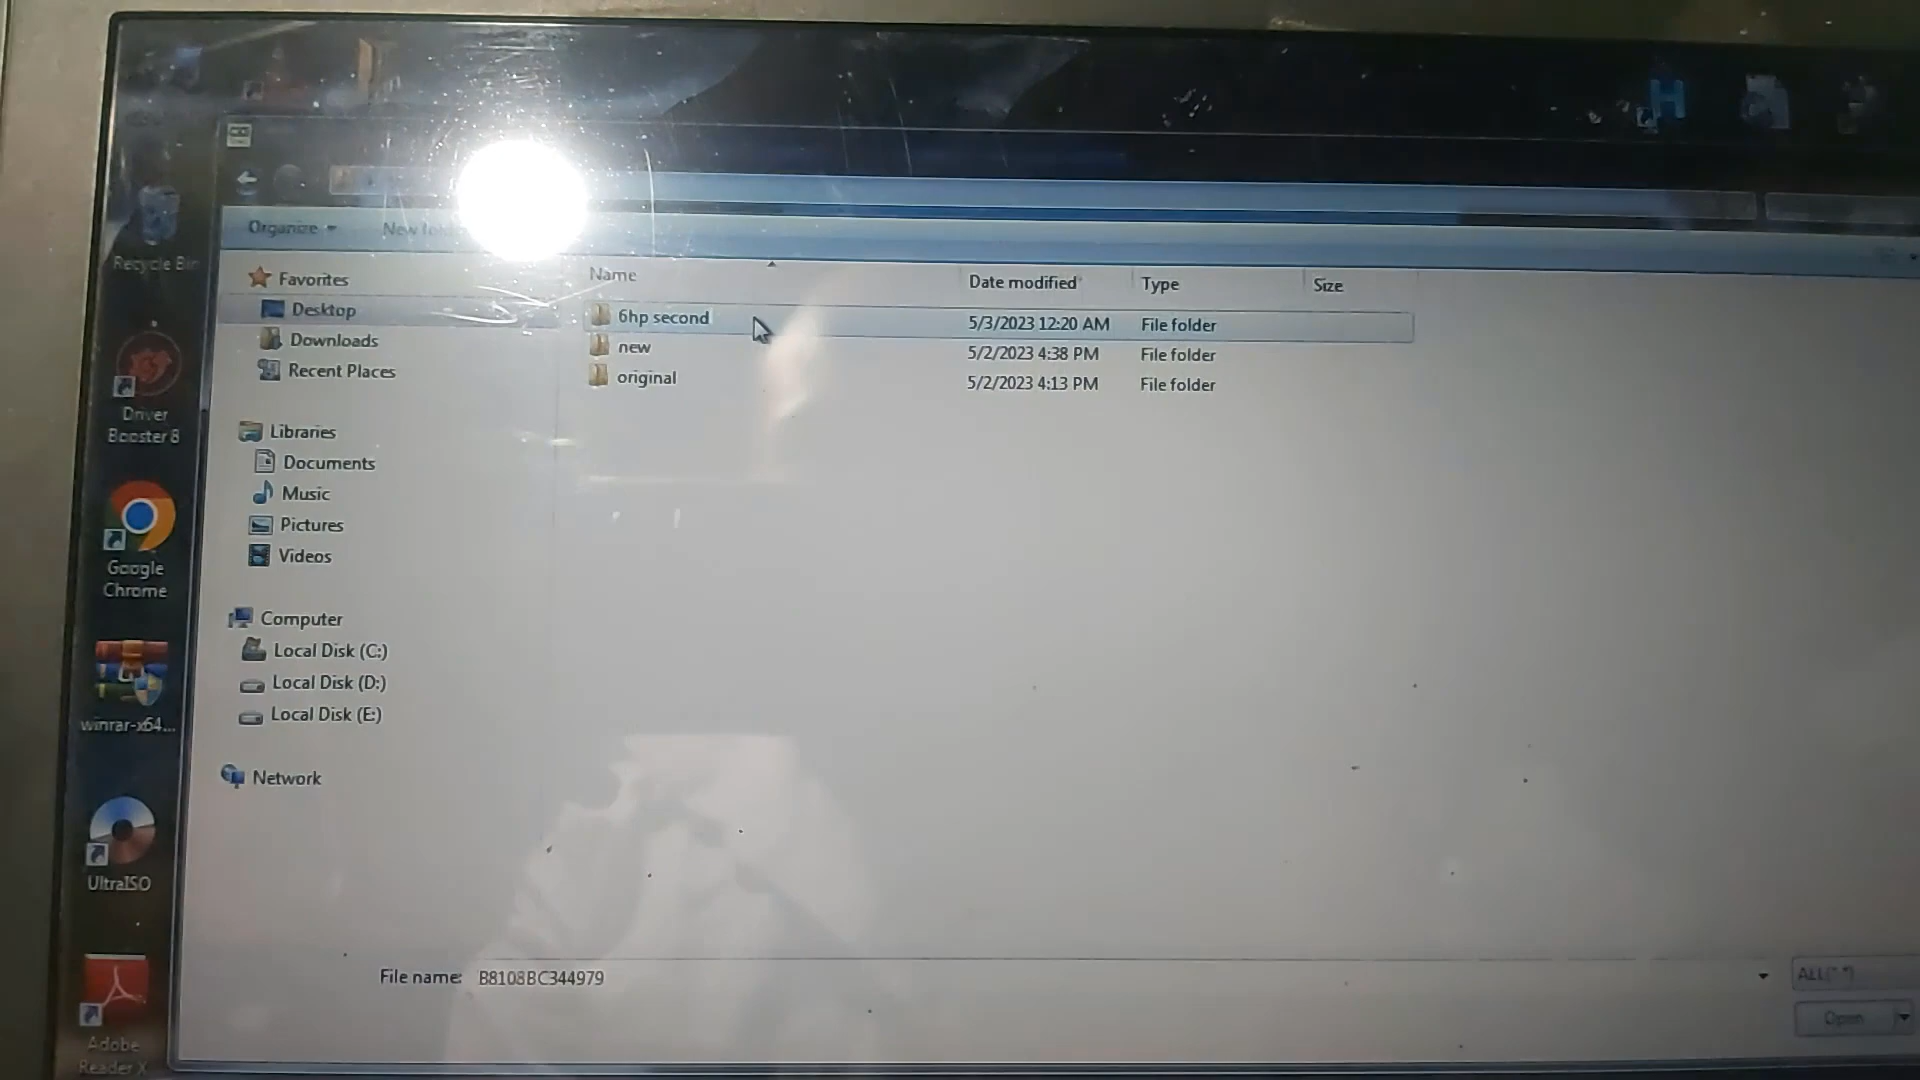 Organize
Name
Date modified
Type
Size
6hp second
5/3/2023 12:20 AM
File folder
new
5/2/2023 4:38 PM
File folder
original
5/2/2023 4:13 PM
File folder
Favorites
Desktop
Downloads
Recent Places
Libraries
Documents
Music
Pictures
Videos
Computer
Local Disk (C:)
Local Disk (D:)
Local Disk (E:)
Network
File name:
B8108BC344979
ALL(*.*)
Open
Recycle Bin
Driver
Booster 8
Google
Chrome
winrar-x64...
UltraISO
Adobe
Reader X